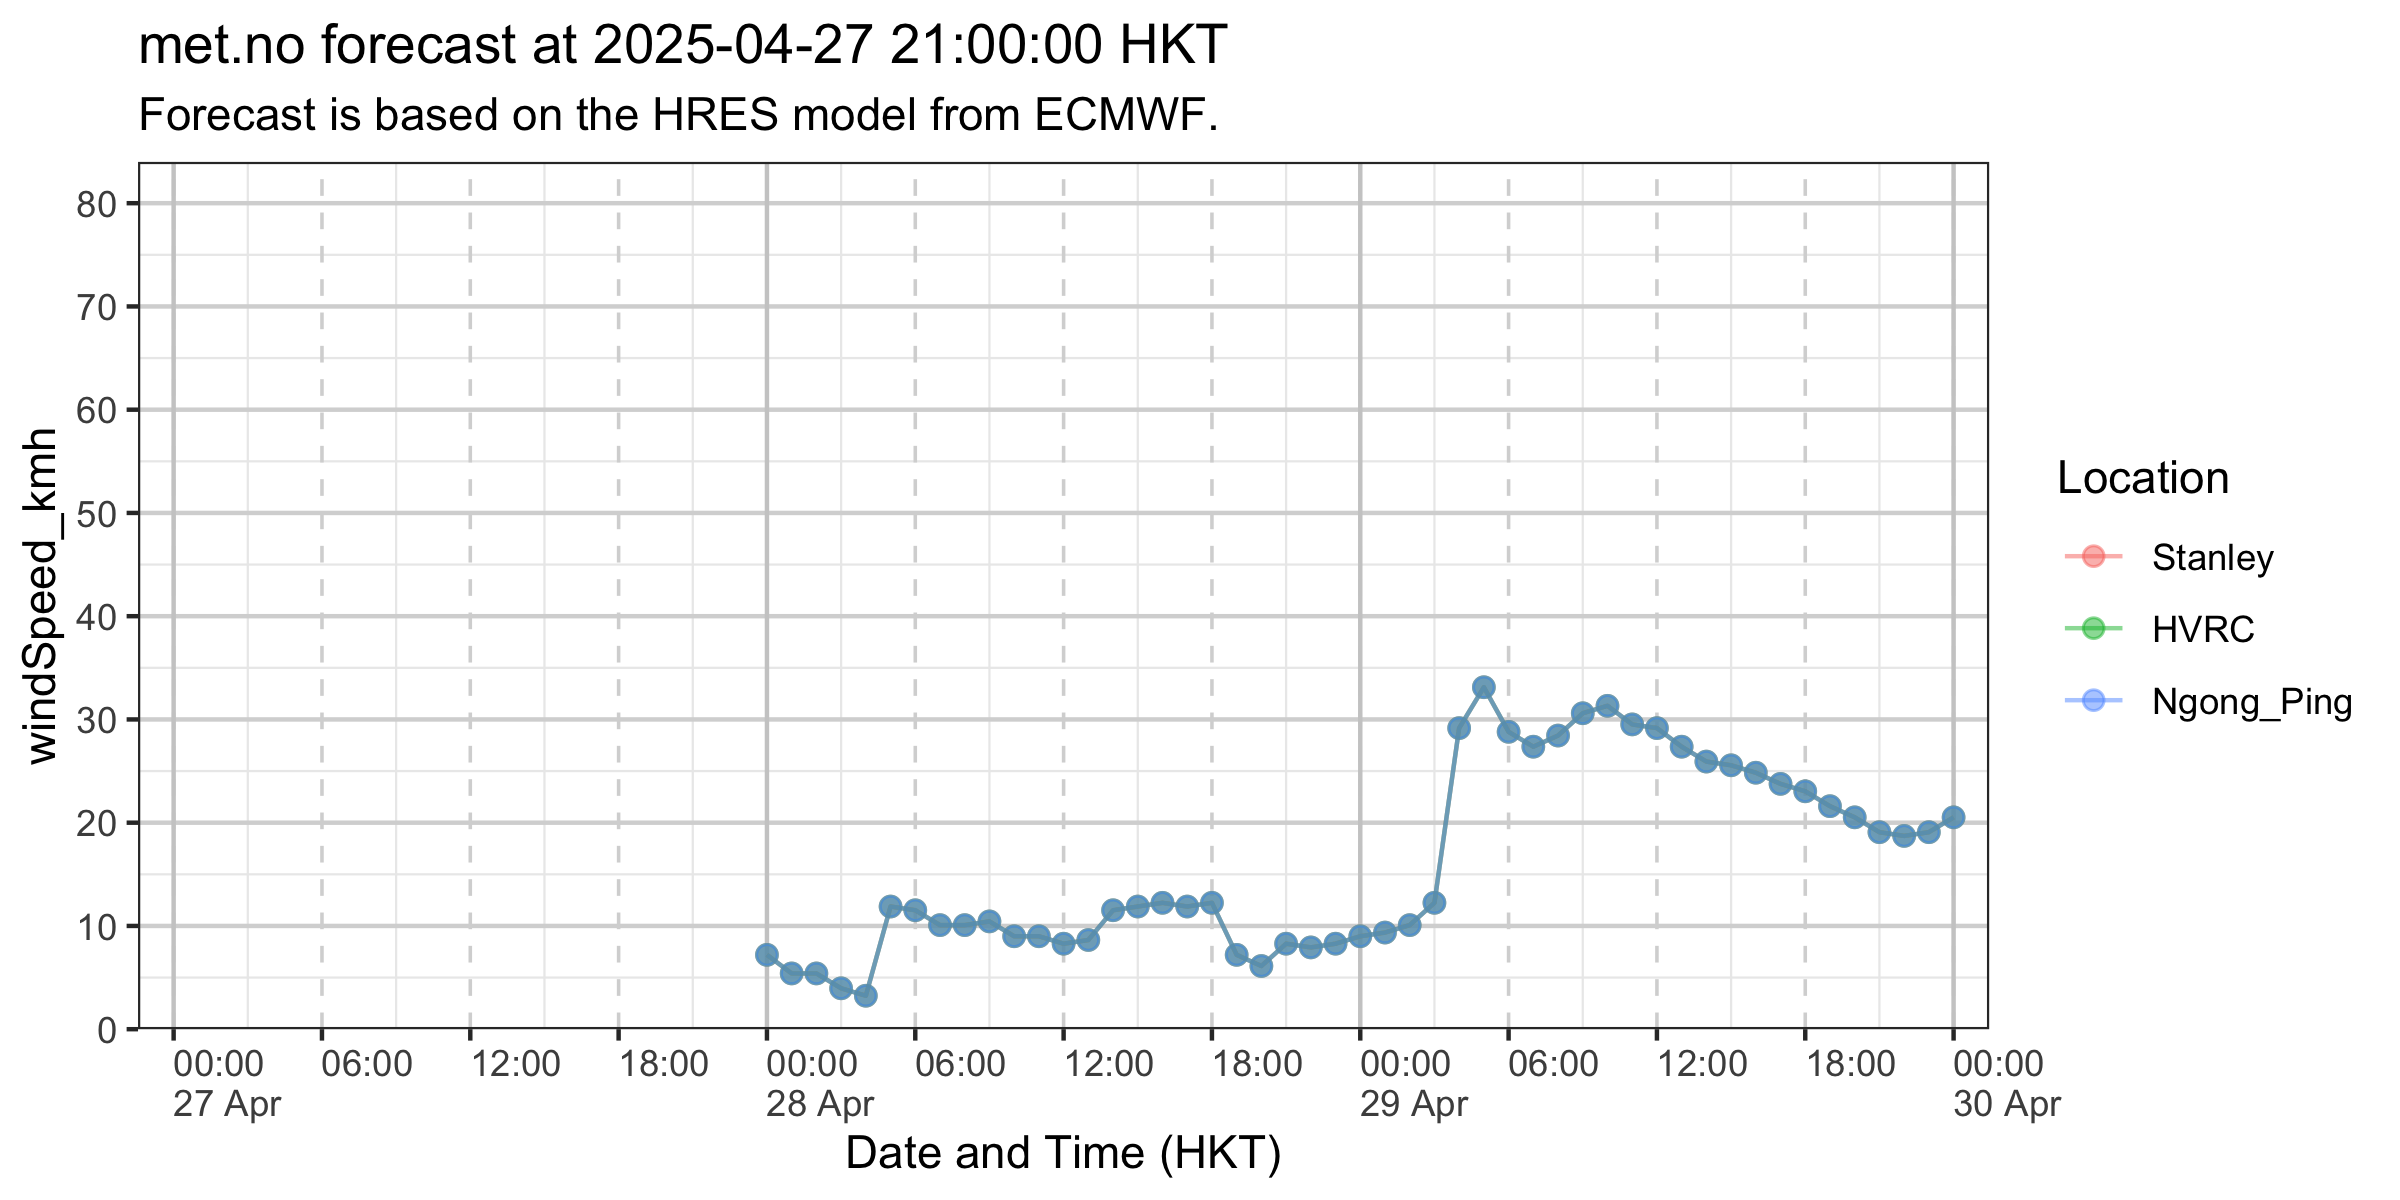 met.no forecast at 2025-04-27 21:00:00 HKT
Forecast is based on the HRES model from ECMWF.
windSpeed_kmh
80
70
60
50
40
30
20
10
0
00:00 06:00 12:00 18:00 00:00 06:00 12:00 18:00 00:00 06:00 12:00 18:00 00:00
27 Apr 28 Apr 29 Apr 30 Apr
Date and Time (HKT)
Location
Stanley
HVRC
Ngong_Ping